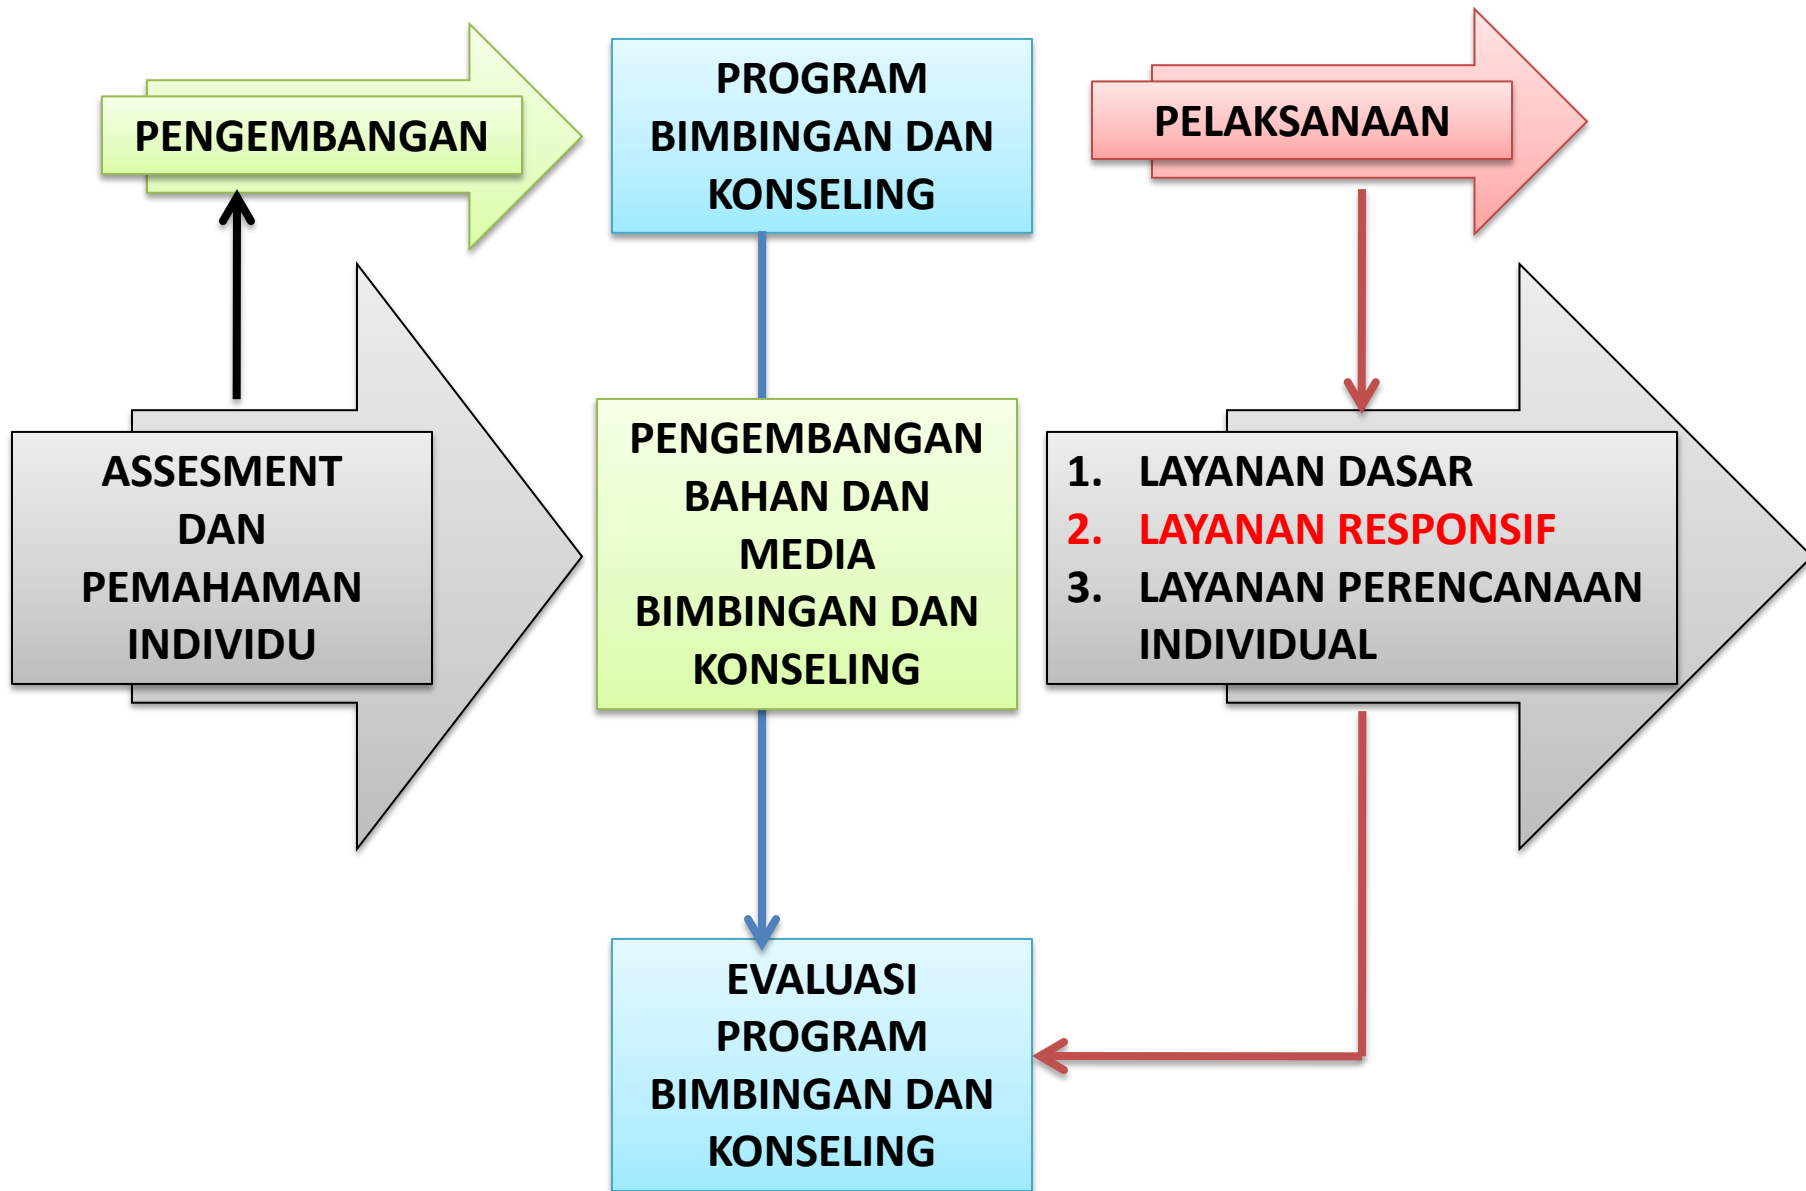 PENGEMBANGAN
PROGRAM
BIMBINGAN DAN
KONSELING
PELAKSANAAN
ASSESMENT
DAN
PEMAHAMAN
INDIVIDU
PENGEMBANGAN
BAHAN DAN
MEDIA
BIMBINGAN DAN
KONSELING
1. LAYANAN DASAR
2. LAYANAN RESPONSIF
3. LAYANAN PERENCANAAN
INDIVIDUAL
EVALUASI
PROGRAM
BIMBINGAN DAN
KONSELING